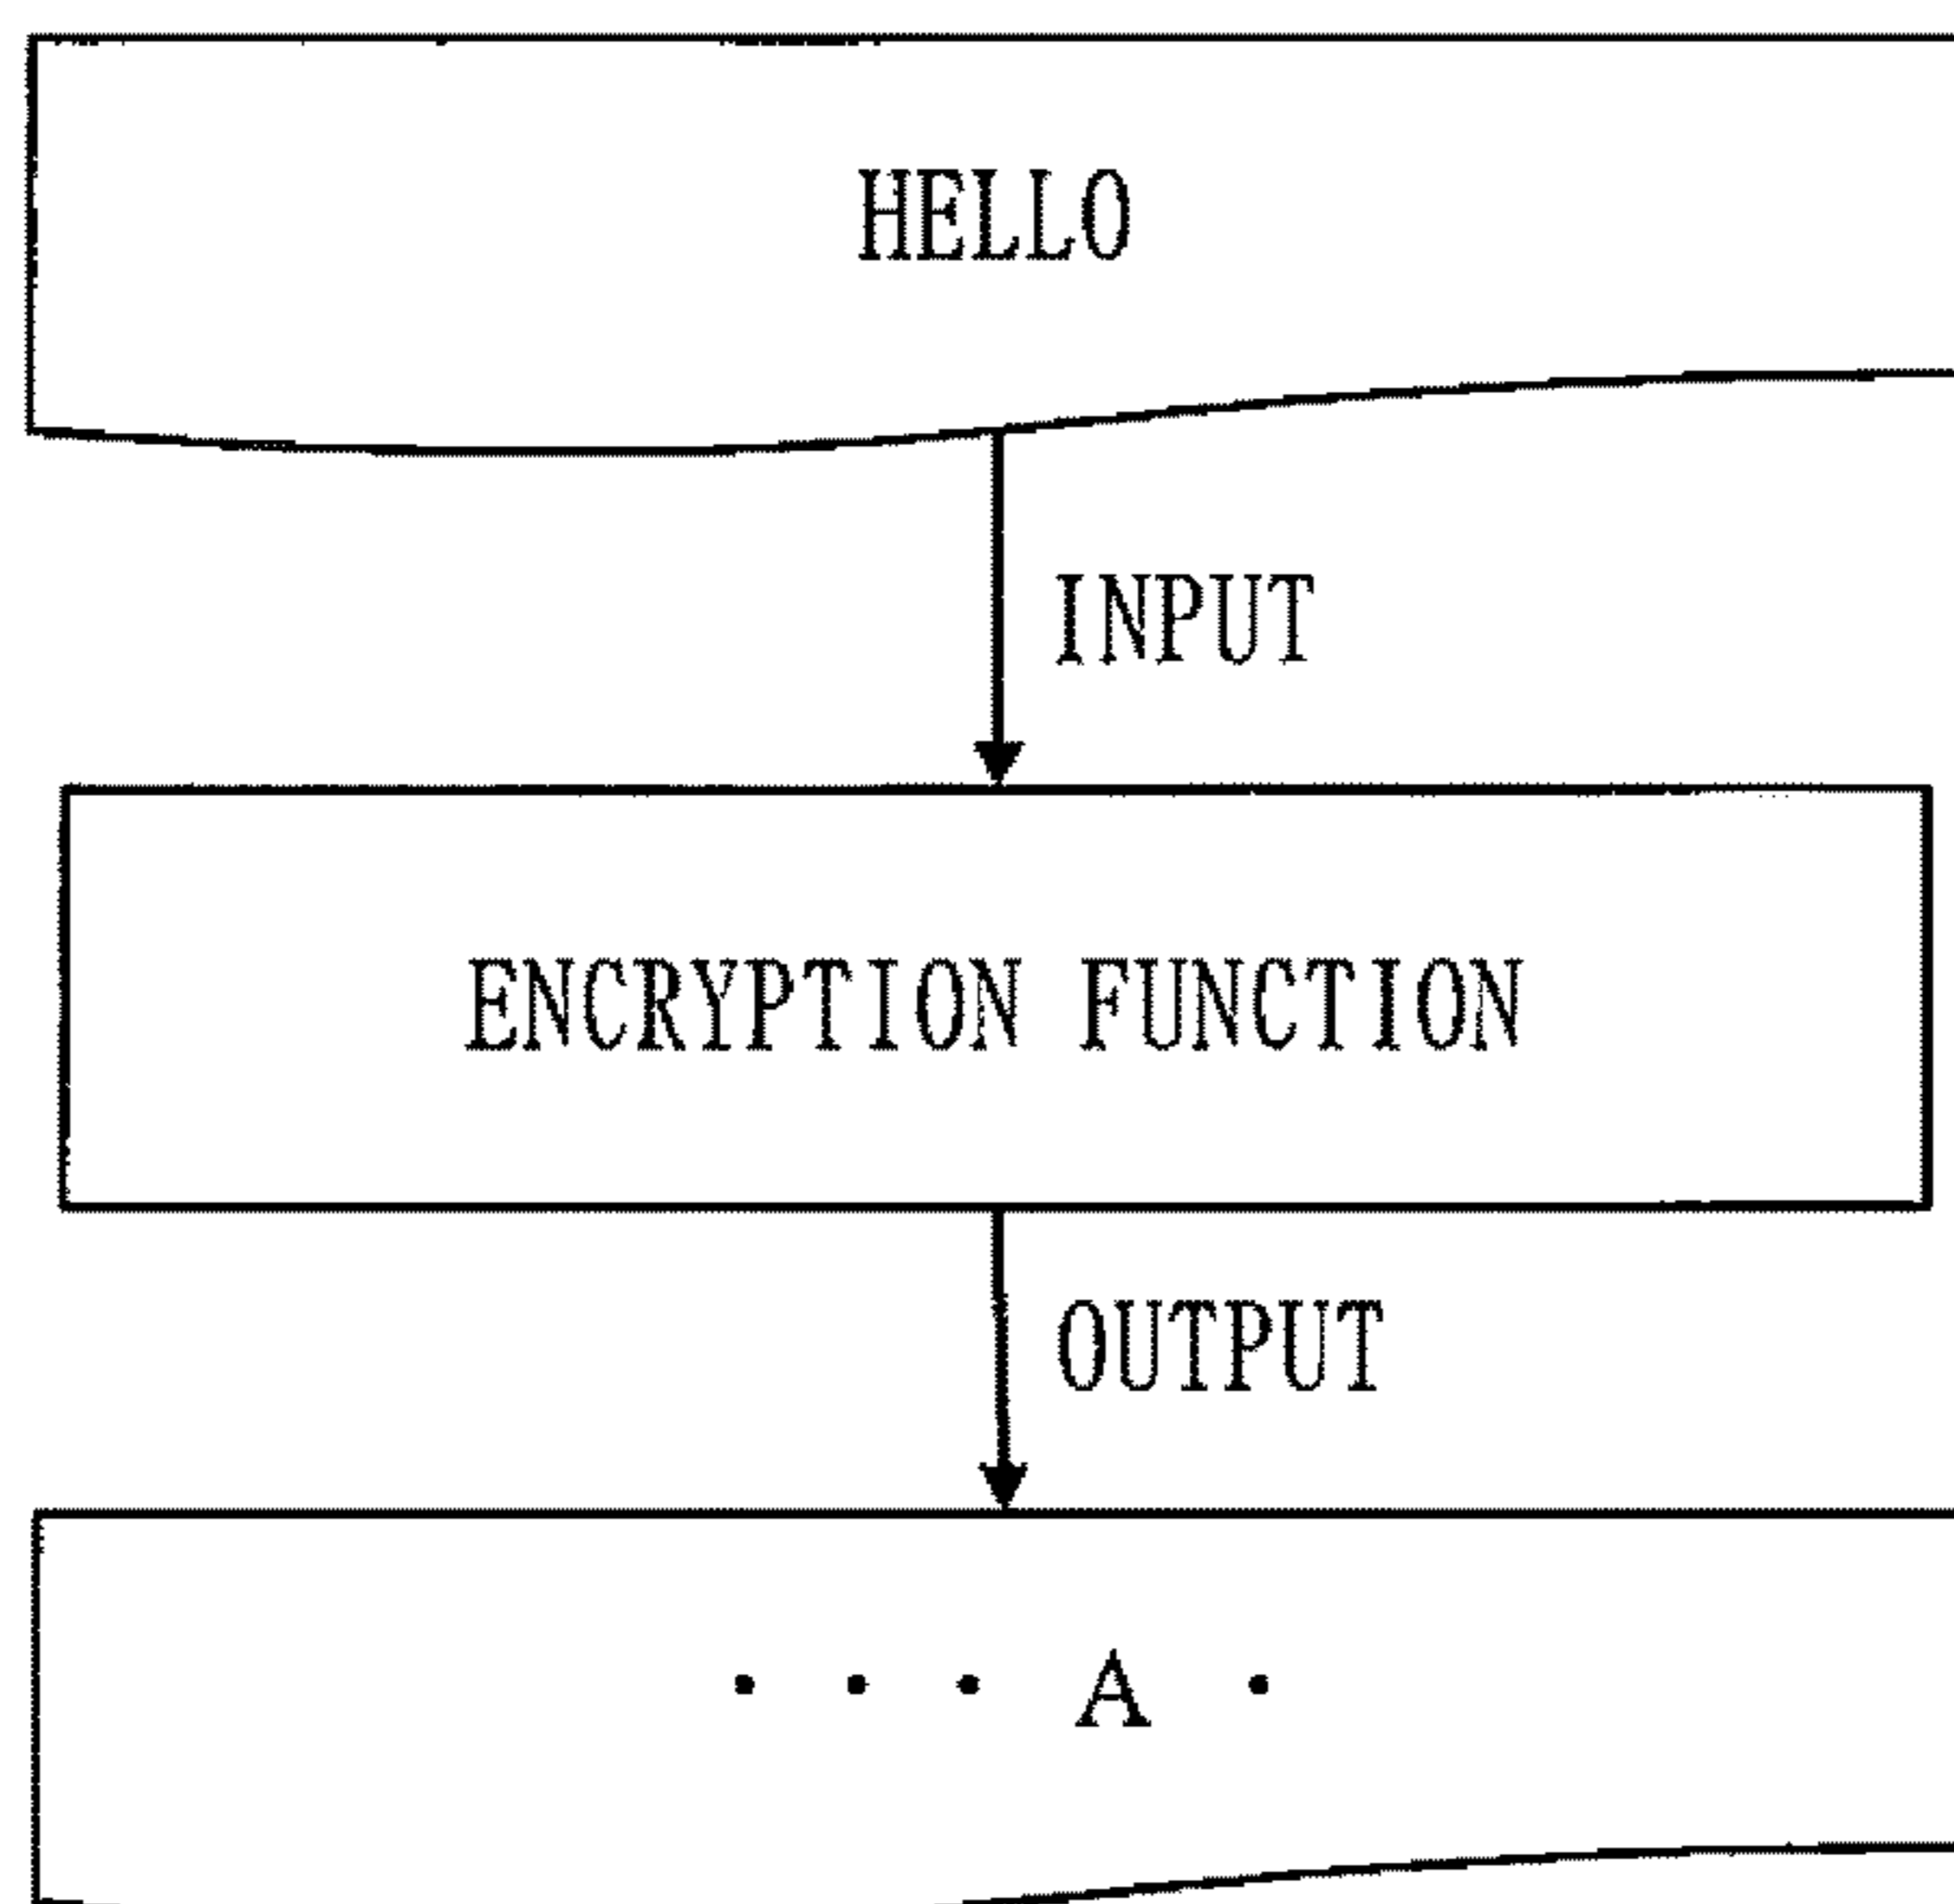 HELLO
INPUT
ENCRYPTION FUNCTION
OUTPUT
・・・A・